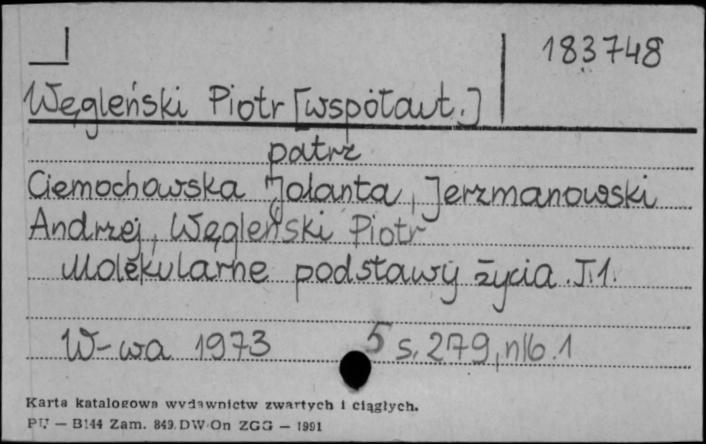 183748
Węgleński Piotr [współaut.]
patrz
Ciemochowska Jolanta, Jerzmanowski
Andrzej, Węgleński Piotr
Molekularne podstawy życia. T.1.
W-wa 1973 5 s. 279, nlb.1
Karta katalogowa wydawnictw zwartych i ciągłych.
PU — B144 Zam. 849. DW On ZGG — 1991